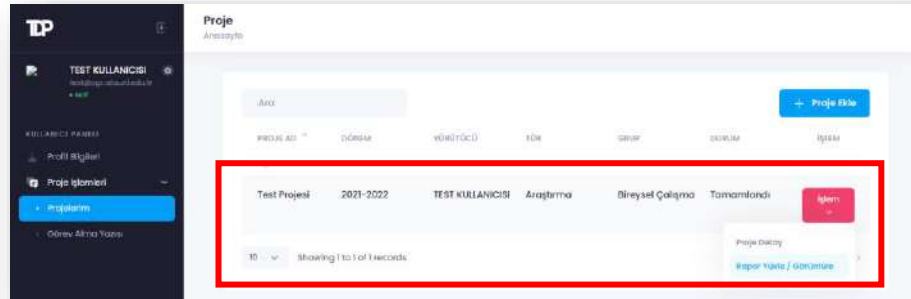 TDP
Proje
Anasayfa
TEST KULLANICISI
Aktif
Ara:
+ Proje Ekle
KULLANICI PANELİ
PROJE ADI DÖNEM YÜRÜTÜCÜ TÜR GRUP DURUM İŞLEM
Profil Bilgileri
Proje İşlemleri
Projelerim
Görev Alma Yazısı
Test Projesi 2021-2022 TEST KULLANICISI Araştırma Bireysel Çalışma Tamamlandı İşlem
Proje Detay
10 Showing 1 to 1 of 1 records
Rapor Yükle / Görüntüle